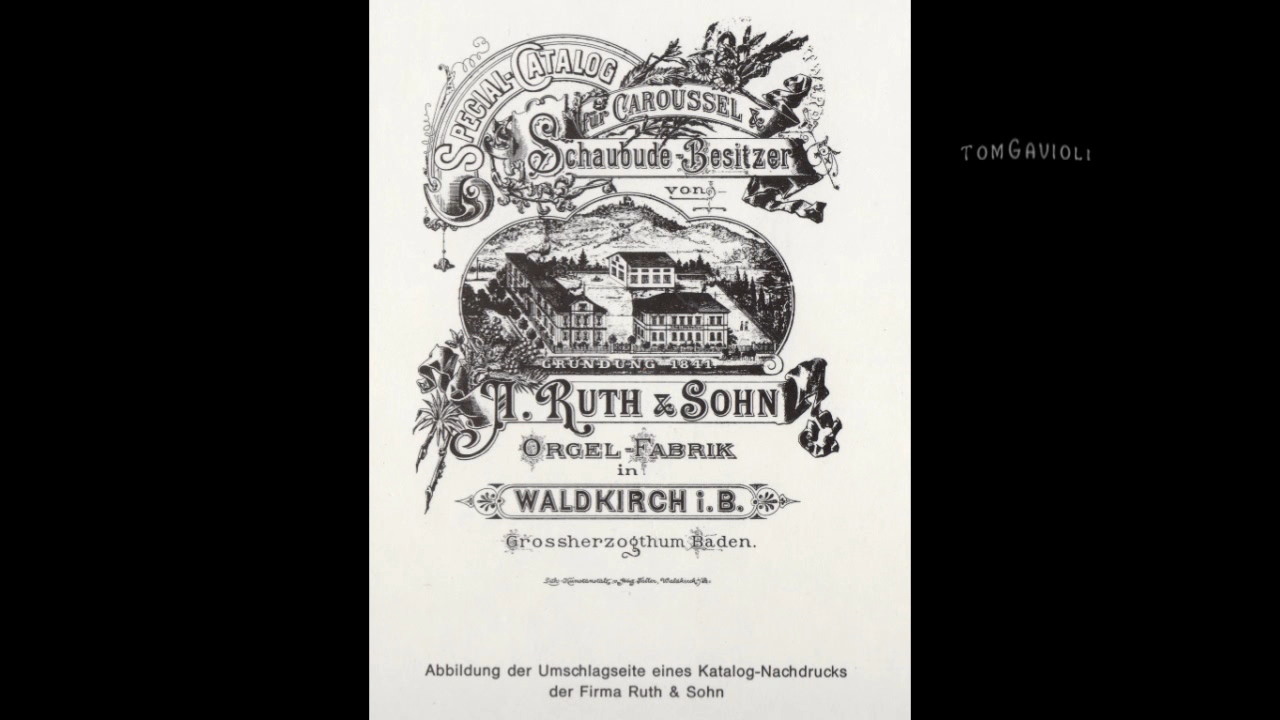 SPECIAL-CATALOG
für CAROUSSEL &
Schaubude-Besitzer
von
GRÜNDUNG 1841
A. RUTH & SOHN
ORGEL-FABRIK
in
WALDKIRCH i.B.
Grossherzogthum Baden.
Abbildung der Umschlagseite eines Katalog-Nachdrucks
der Firma Ruth & Sohn
TOMGAVIOLI